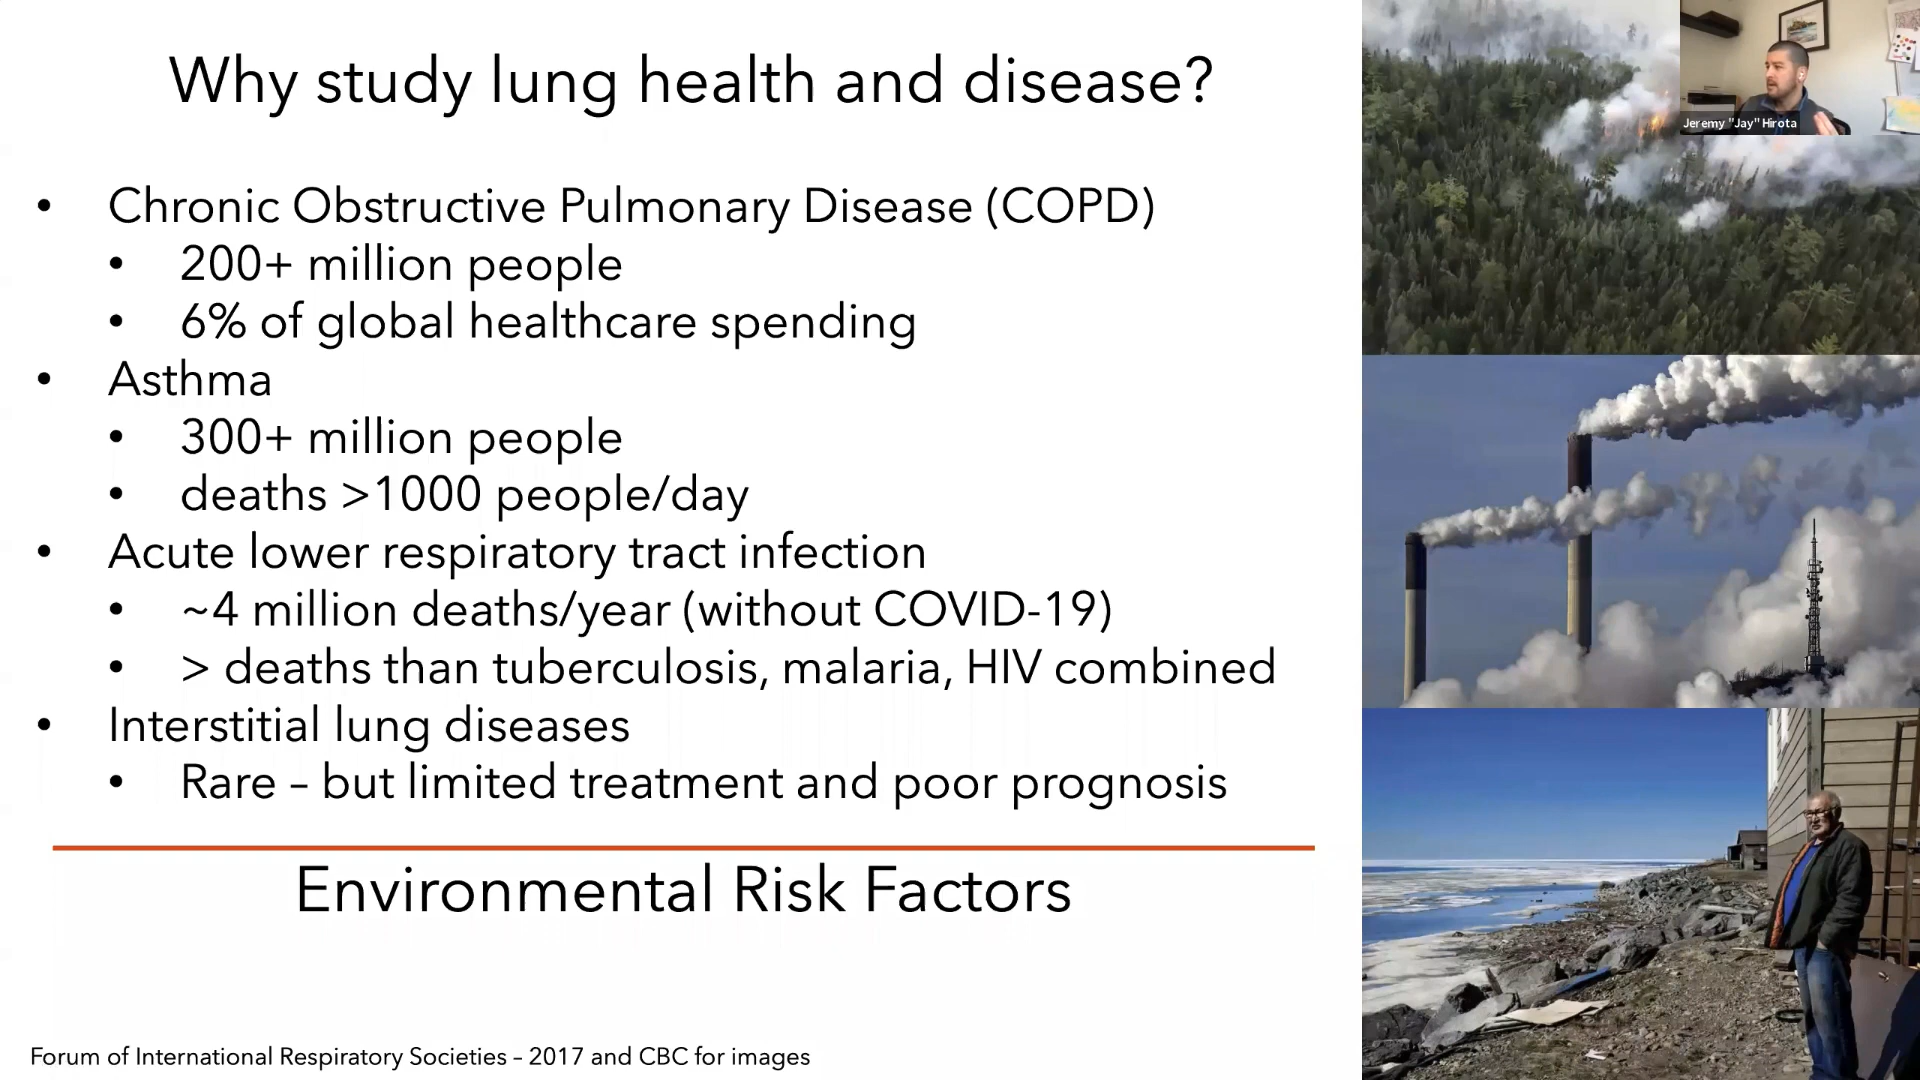 Why study lung health and disease?
• Chronic Obstructive Pulmonary Disease (COPD)
• 200+ million people
• 6% of global healthcare spending
• Asthma
• 300+ million people
• deaths >1000 people/day
• Acute lower respiratory tract infection
• ~4 million deaths/year (without COVID-19)
• > deaths than tuberculosis, malaria, HIV combined
• Interstitial lung diseases
• Rare – but limited treatment and poor prognosis
Environmental Risk Factors
Forum of International Respiratory Societies – 2017 and CBC for images
Jeremy "Jay" Hirota